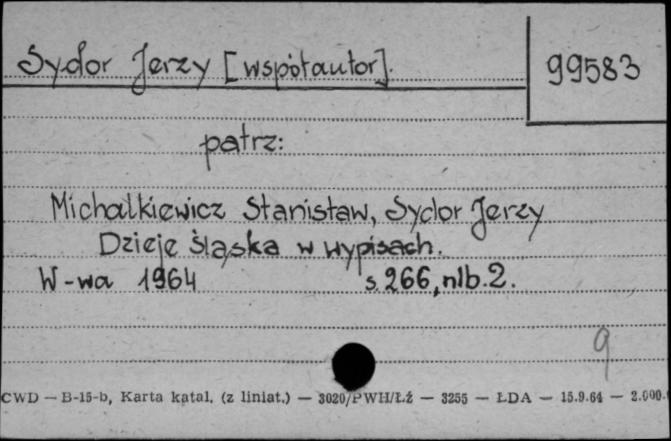 Sydor Jerzy [współautor].
99583
patrz:
Michalkiewicz Stanisław, Sydor Jerzy
Dzieje Śląska w wypisach.
W-wa 1964 s. 266, nlb. 2.
9
CWD — B-15-b, Karta katal. (z liniat.) — 3020/PWH/Łź — 3255 — ŁDA — 15.9.64 — 2.000.